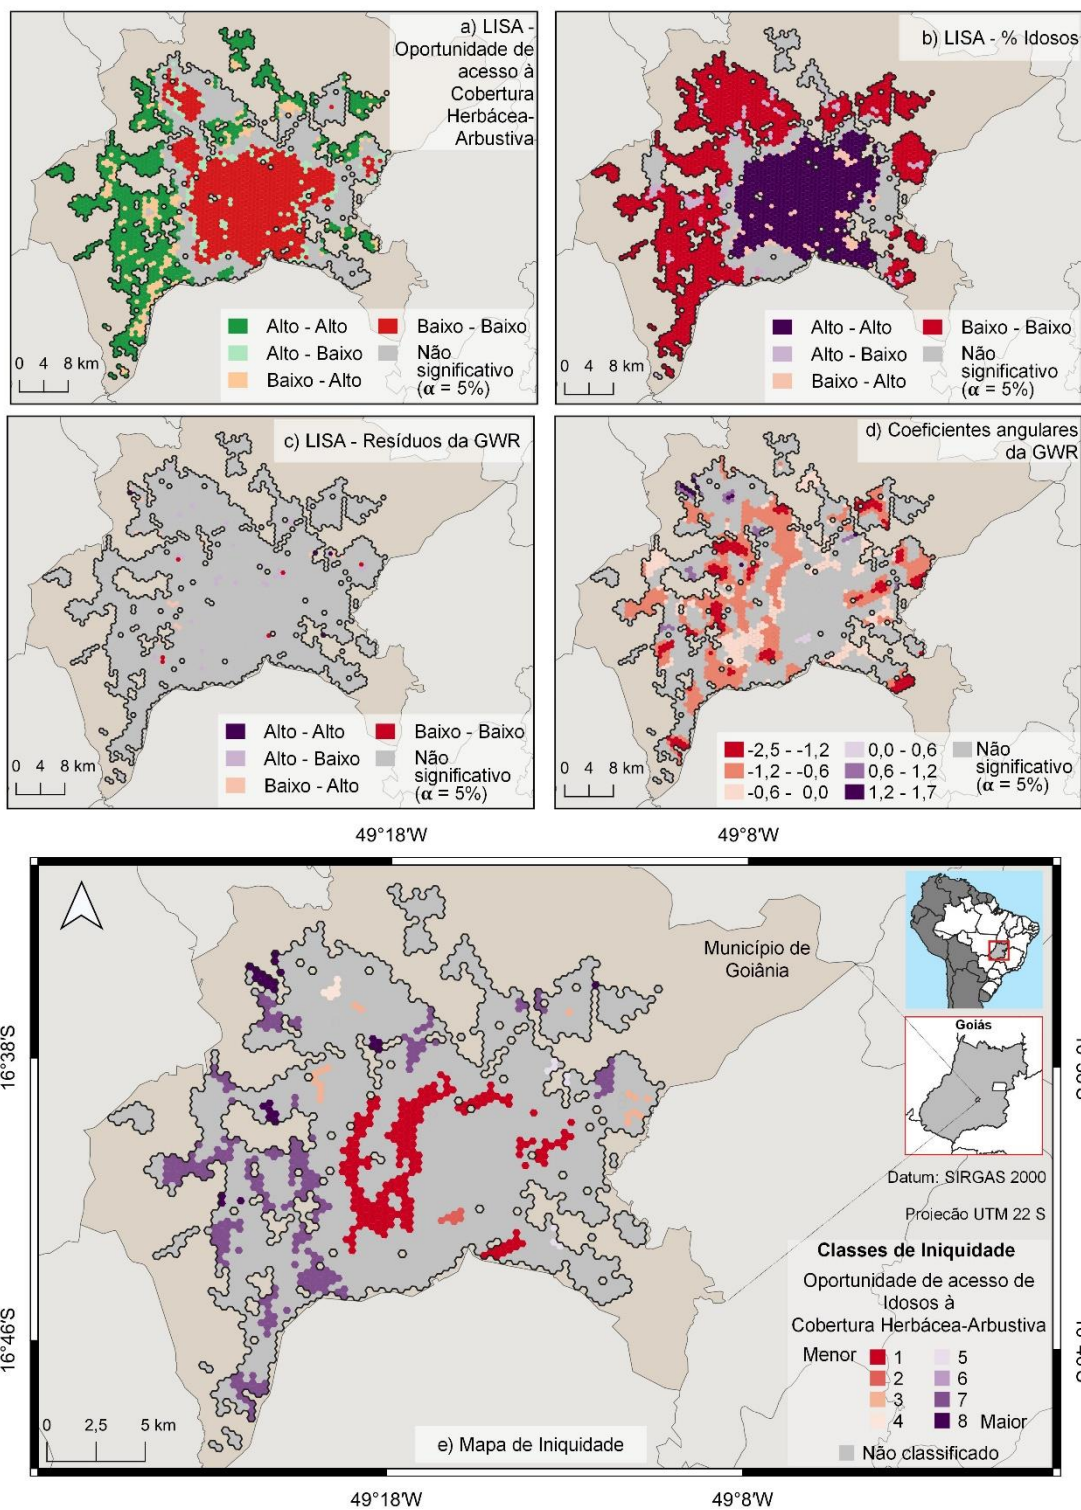 a) LISA -
Oportunidade de
acesso à
Cobertura
Herbácea-
Arbustiva
Alto - Alto
Baixo - Baixo
Alto - Baixo
Não
significativo
(α = 5%)
Baixo - Alto
0 4 8 km
b) LISA - % Idosos
Alto - Alto
Baixo - Baixo
Alto - Baixo
Não
significativo
(α = 5%)
Baixo - Alto
0 4 8 km
c) LISA - Resíduos da GWR
Alto - Alto
Baixo - Baixo
Alto - Baixo
Não
significativo
(α = 5%)
Baixo - Alto
0 4 8 km
d) Coeficientes angulares
da GWR
-2,5 - -1,2
0,0 - 0,6
Não
significativo
(α = 5%)
-1,2 - -0,6
0,6 - 1,2
-0,6 - 0,0
1,2 - 1,7
0 4 8 km
49°18'W
49°8'W
Município de
Goiânia
16°38'S
Goiás
Datum: SIRGAS 2000
Projeção UTM 22 S
Classes de Iniquidade
Oportunidade de acesso de
Idosos à
Cobertura Herbácea-Arbustiva
Menor
1
5
2
6
3
7
4
8 Maior
Não classificado
16°46'S
0 2,5 5 km
e) Mapa de Iniquidade
49°18'W
49°8'W